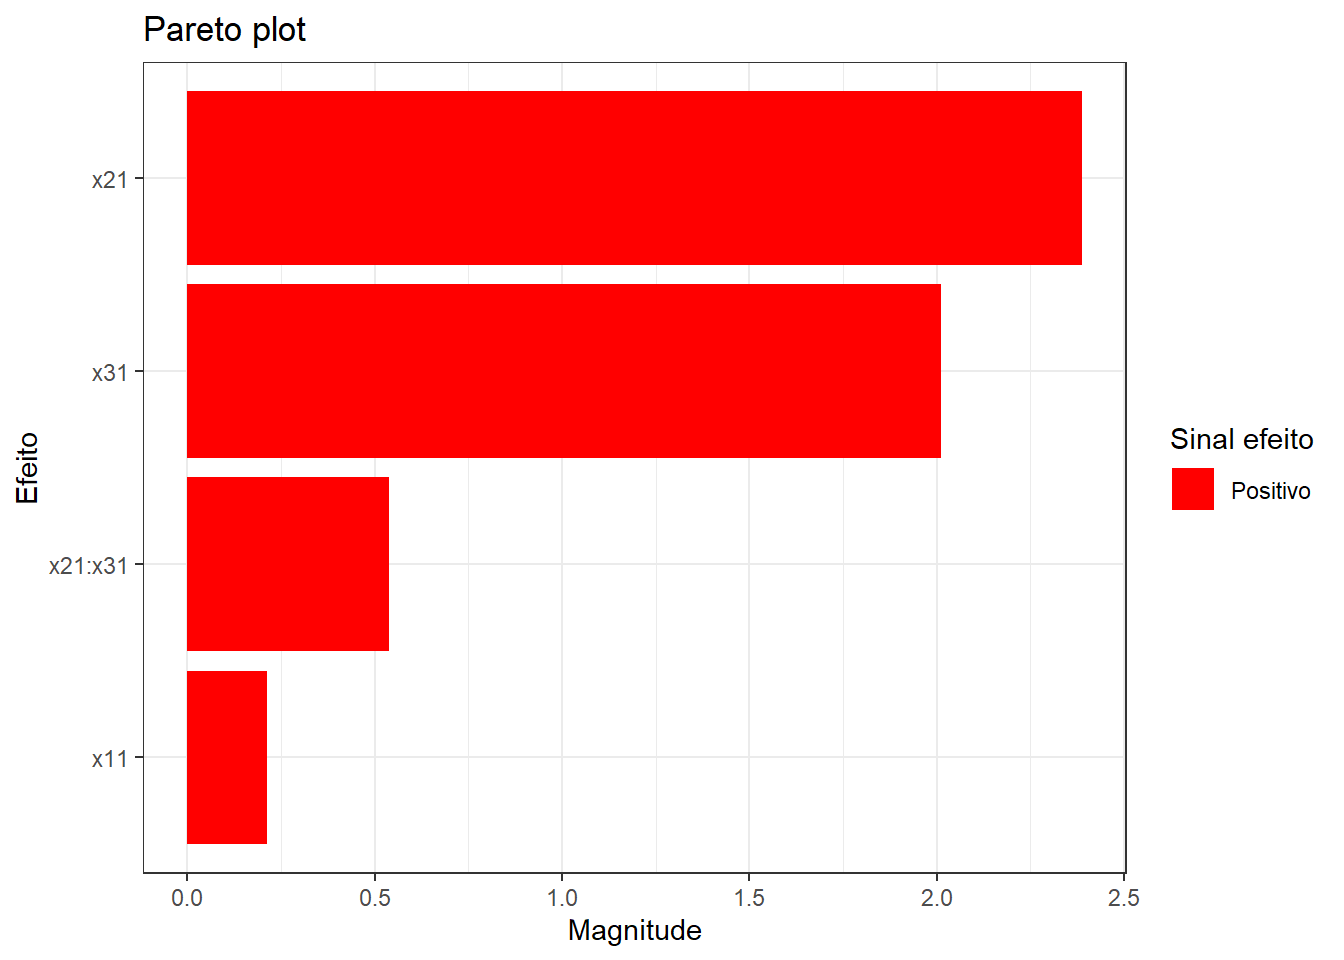 Pareto plot
x21
x31
x21:x31
x11
Efeito
0.0 0.5 1.0 1.5 2.0 2.5
Magnitude
Sinal efeito
Positivo